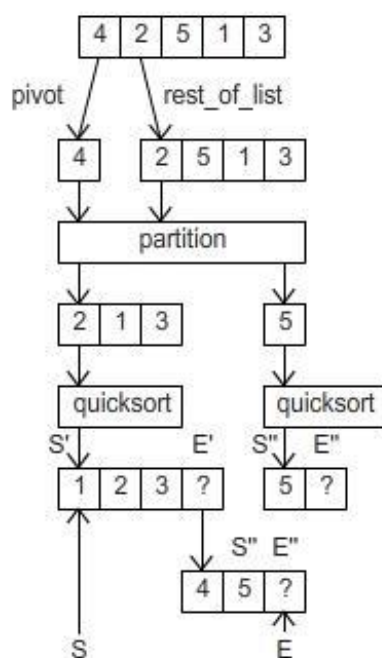 4 2 5 1 3
pivot rest_of_list
4 2 5 1 3
partition
2 1 3 5
quicksort quicksort
S' E' S" E"
1 2 3 ? 5 ?
S" E"
4 5 ?
S E